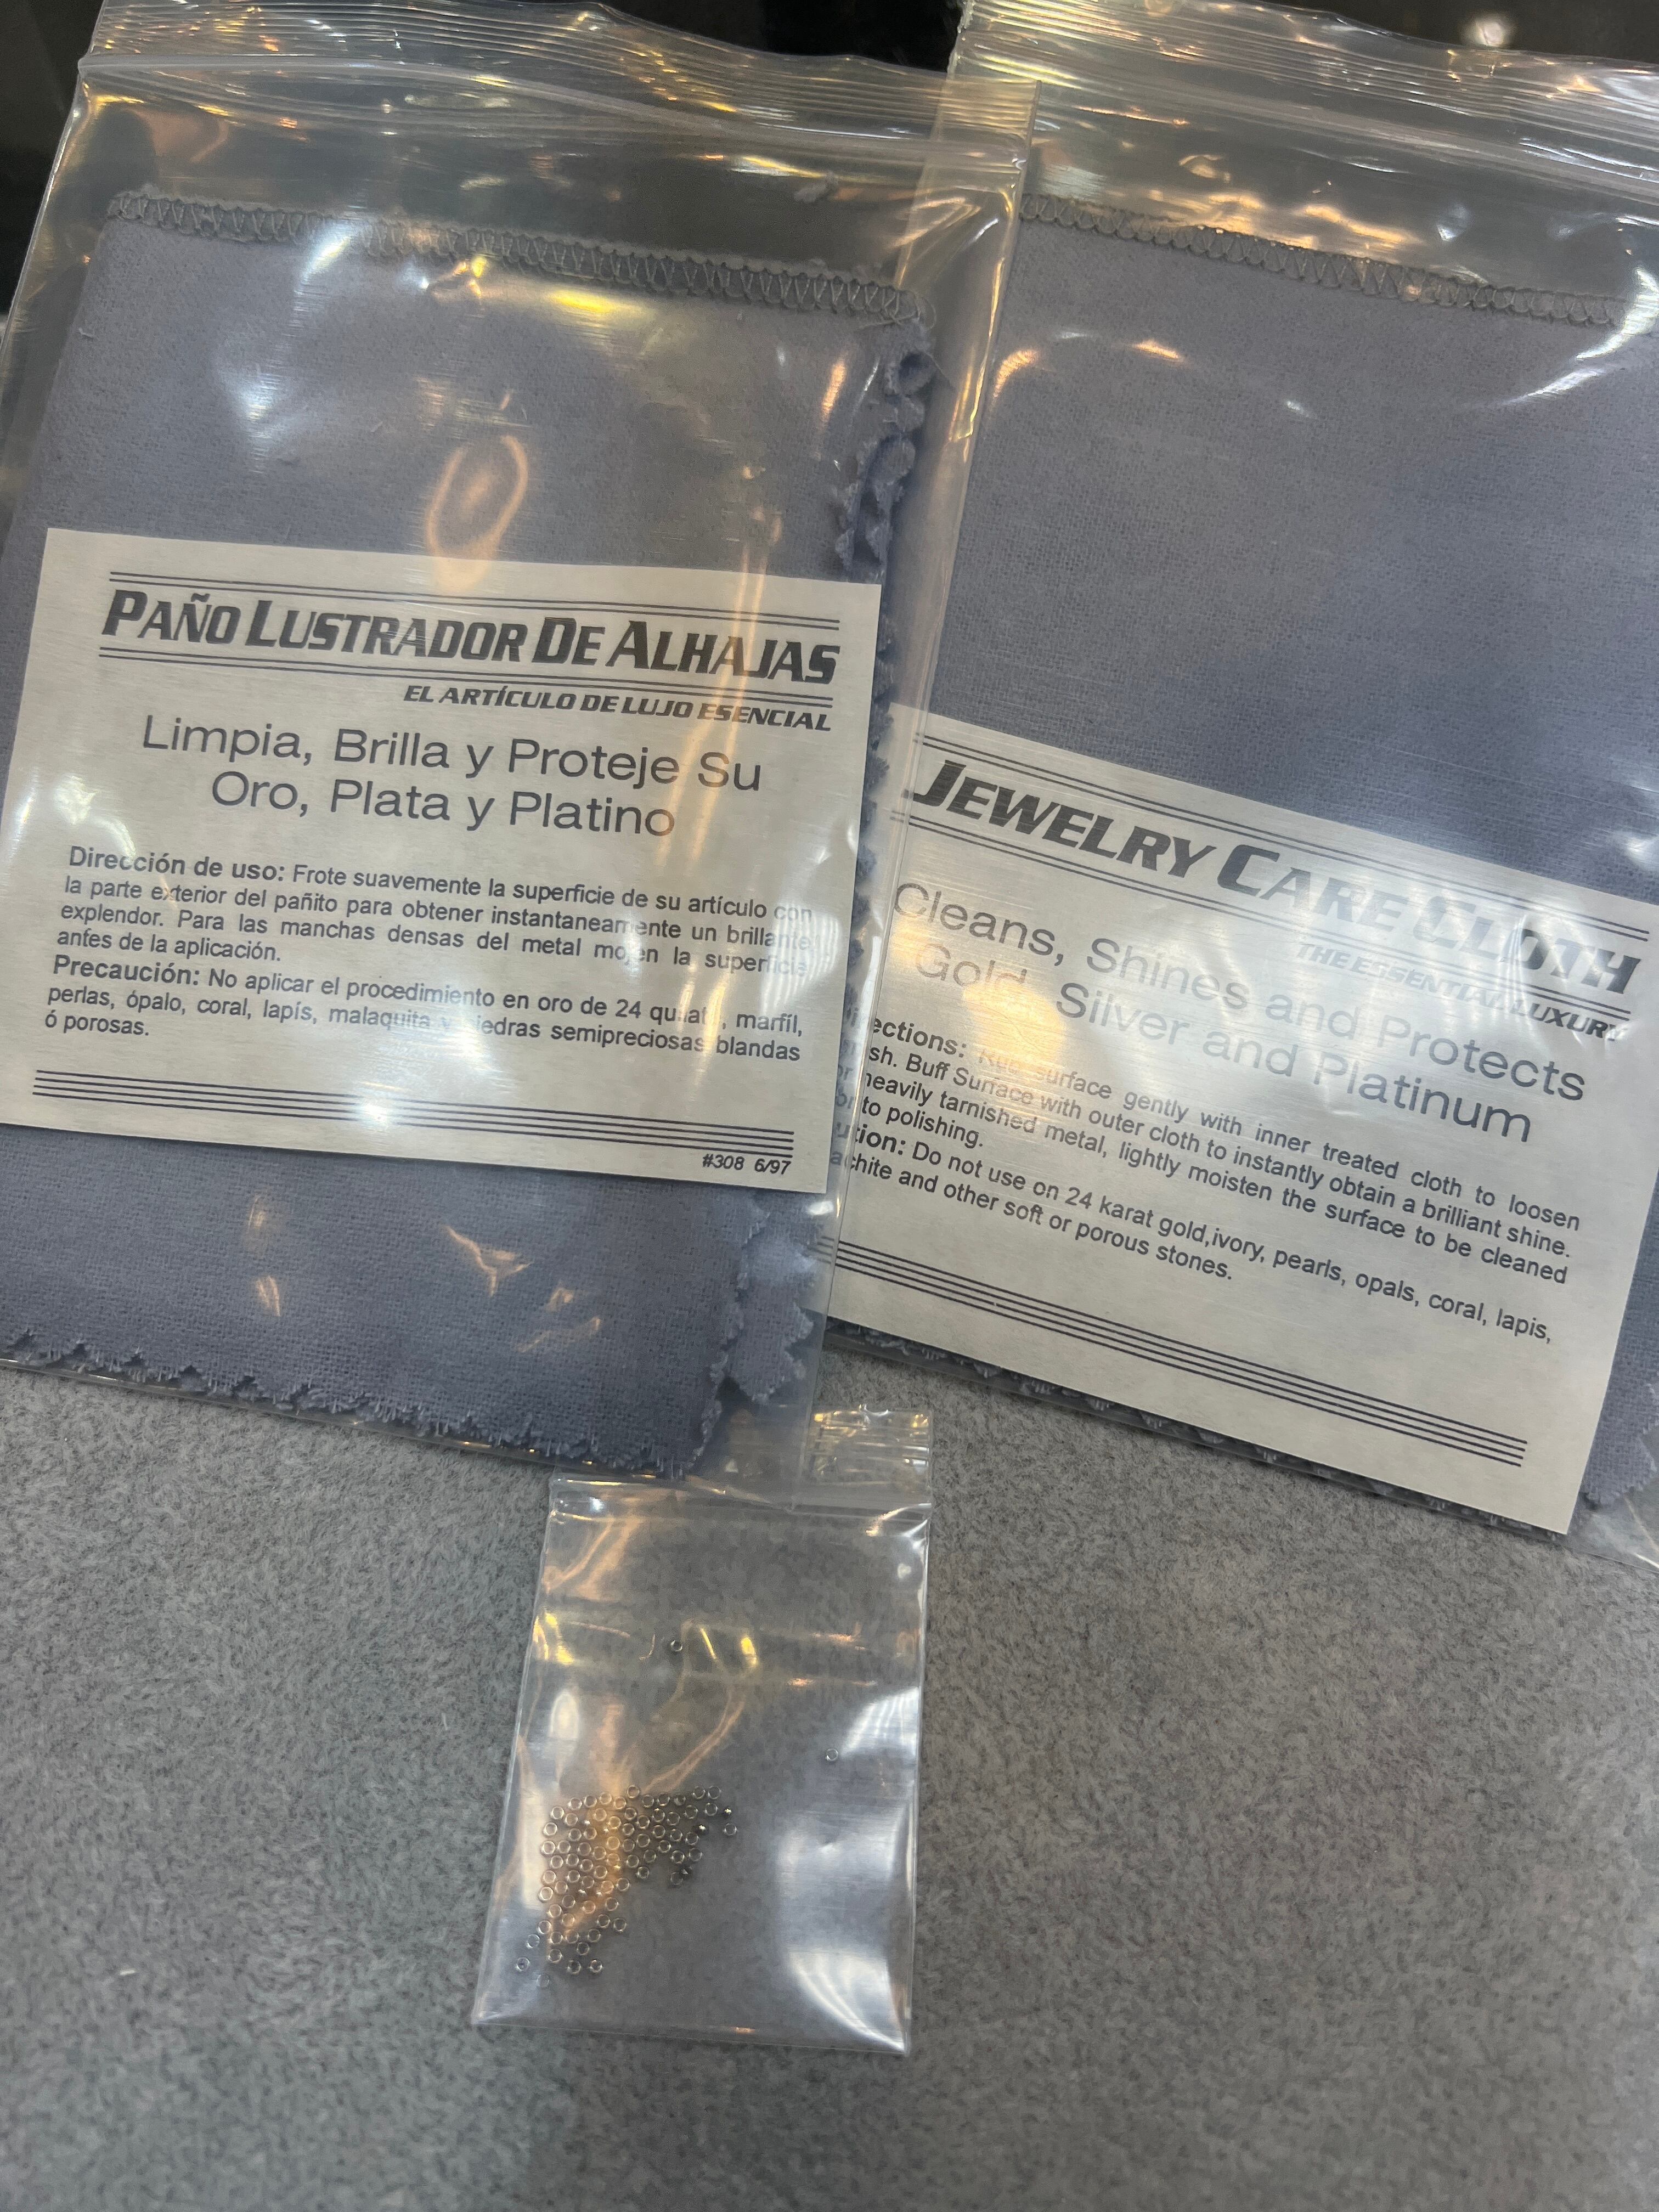 PAÑO LUSTRADOR DE ALHAJAS
EL ARTÍCULO DE LUJO ESENCIAL
Limpia, Brilla y Proteje Su
Oro, Plata y Platino
Dirección de uso: Frote suavemente la superficie de su artículo con
la parte exterior del pañito para obtener instantaneamente un brillante
explendor. Para las manchas densas del metal mojen la superficie
antes de la aplicación.
Precaución: No aplicar el procedimiento en oro de 24 marfíl,
perlas, ópalo, coral, lapís, malaquita y piedras semipreciosas blandas
ó porosas.
#308 6/97
JEWELRY CARE CLOTH
THE ESSENTIAL LUXURY
Cleans, Shines and Protects
Gold, Silver and Platinum
ections: Rub surface gently with inner treated cloth to loosen
sh. Buff Surface with outer cloth to instantly obtain a brilliant shine.
heavily tarnished metal, lightly moisten the surface to be cleaned
to polishing.
tion: Do not use on 24 karat gold,ivory, pearls, opals, coral, lapis,
chite and other soft or porous stones.